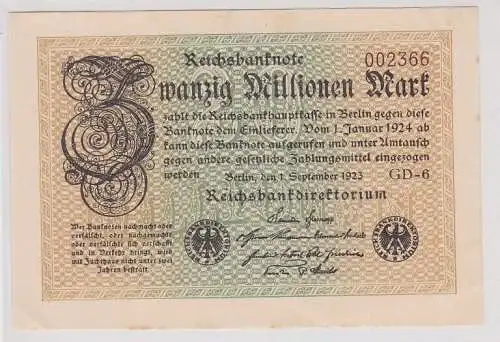 Reichsbanknote
002366
Zwanzig Millionen Mark
zahlt die Reichsbankhauptkasse in Berlin gegen diese
Banknote dem Einlieferer. Vom 1. Januar 1924 ab
kann diese Banknote aufgerufen und unter Umtausch
gegen andere gesetzliche Zahlungsmittel eingezogen
werden
Berlin, den 1. September 1923
GD-6
Reichsbankdirektorium
Wer Banknoten nachmacht oder
verfälscht, oder nachgemachte
oder verfälschte sich verschafft
und in Verkehr bringt, wird
mit Zuchthaus nicht unter zwei
Jahren bestraft